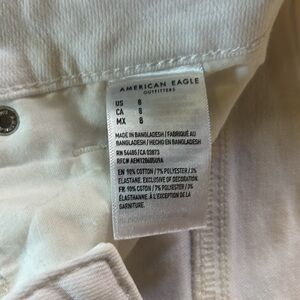 AMERICAN EAGLE
OUTFITTERS
US 8
CA 8
MX 8
MADE IN BANGLADESH / FABRIQUÉ AU
BANGLADESH / HECHO EN BANGLADESH
RN 54485 / CA 03873
EN 90% COTTON / 7% POLYESTER / 3%
ELASTANE. EXCLUSIVE OF DECORATION.
FR 90% COTON / 7% POLYESTER / 3%
ÉLASTHANNE. À L'EXCEPTION DE LA
GARNITURE.